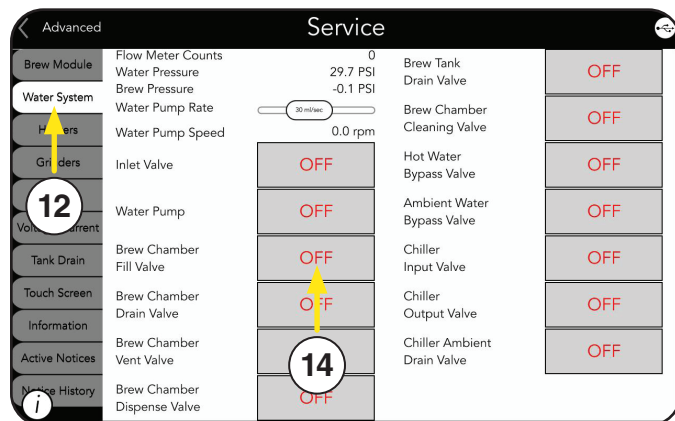 Advanced
Service
Brew Module
Water System
Grinders
Tank Drain
Touch Screen
Information
Active Notices
Notice History
i
12
Flow Meter Counts 0
Water Pressure 29.7 PSI
Brew Pressure -0.1 PSI
Water Pump Rate 30 ml/sec
Water Pump Speed 0.0 rpm
Inlet Valve OFF
Water Pump OFF
Brew Chamber
Fill Valve OFF
Brew Chamber
Drain Valve OFF
Brew Chamber
Vent Valve
14
Brew Chamber
Dispense Valve OFF
Brew Tank
Drain Valve OFF
Brew Chamber
Cleaning Valve OFF
Hot Water
Bypass Valve OFF
Ambient Water
Bypass Valve OFF
Chiller
Input Valve OFF
Chiller
Output Valve OFF
Chiller Ambient
Drain Valve OFF